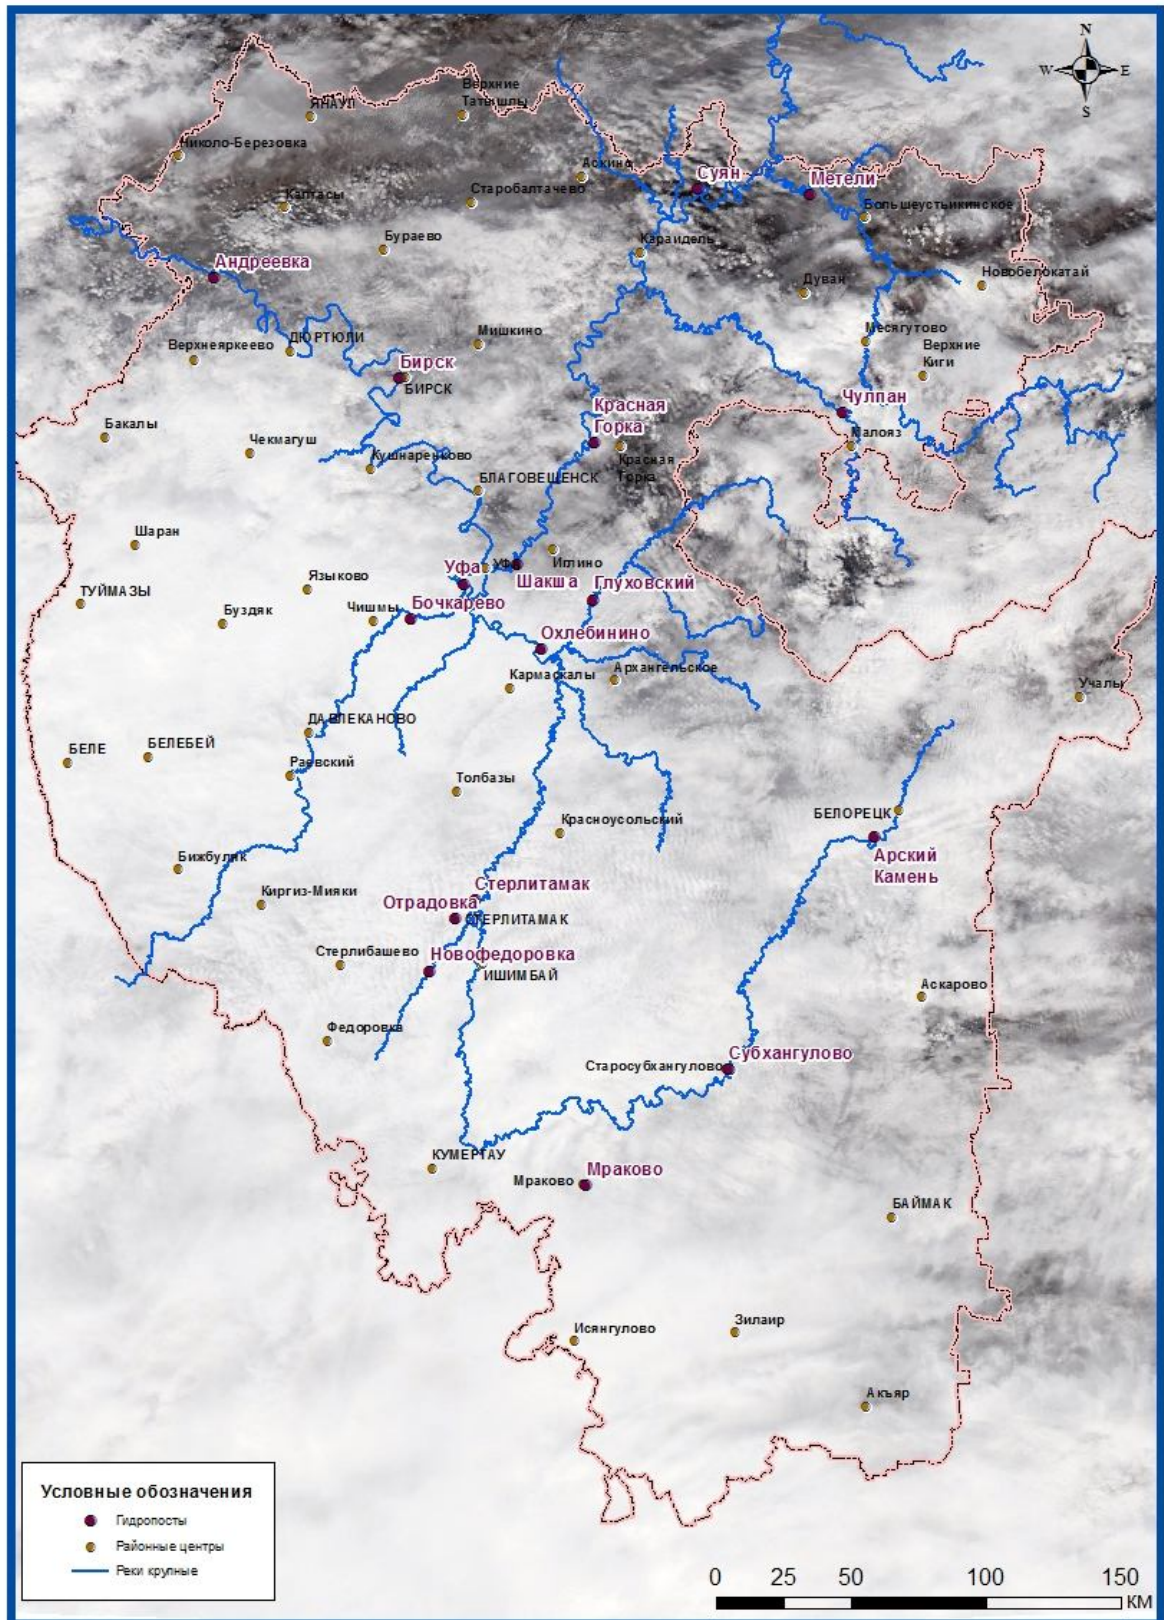 N
W
E
S
Верхние
Татышлы
ЯНАУЛ
Николо-Березовка
Аскино
Суян
Метели
Калтасы
Старобалтачево
Большеустьикинское
Бураево
Караидель
Андреевка
Дуван
Новобелокатай
Мишкино
Месягутово
ДЮРТЮЛИ
Верхнеяркеево
Верхние
Киги
Бирск
БИРСК
Чулпан
Красная
Горка
Бакалы
Малояз
Чекмагуш
Кушнаренково
Красная
Горка
БЛАГОВЕЩЕНСК
Шаран
Уфа
УФА
Иглино
Языково
Шакша
Глуховский
ТУЙМАЗЫ
Буздяк
Чишмы
Бочкарево
Охлебинино
Кармаскалы
Архангельское
Учалы
ДАВЛЕКАНОВО
БЕЛЕ
БЕЛЕБЕЙ
Раевский
Толбазы
Красноусольский
БЕЛОРЕЦК
Арский
Камень
Бижбуляк
Киргиз-Мияки
Стерлитамак
Отрадовка
СТЕРЛИТАМАК
Стерлибашево
Новофедоровка
ИШИМБАЙ
Аскарово
Федоровка
Старосубхангулово
Субхангулово
КУМЕРТАУ
Мраково
Мраково
БАЙМАК
Исянгулово
Зилаир
Акъяр
Условные обозначения
Гидропосты
Районные центры
Реки крупные
0 25 50 100 150
КМ